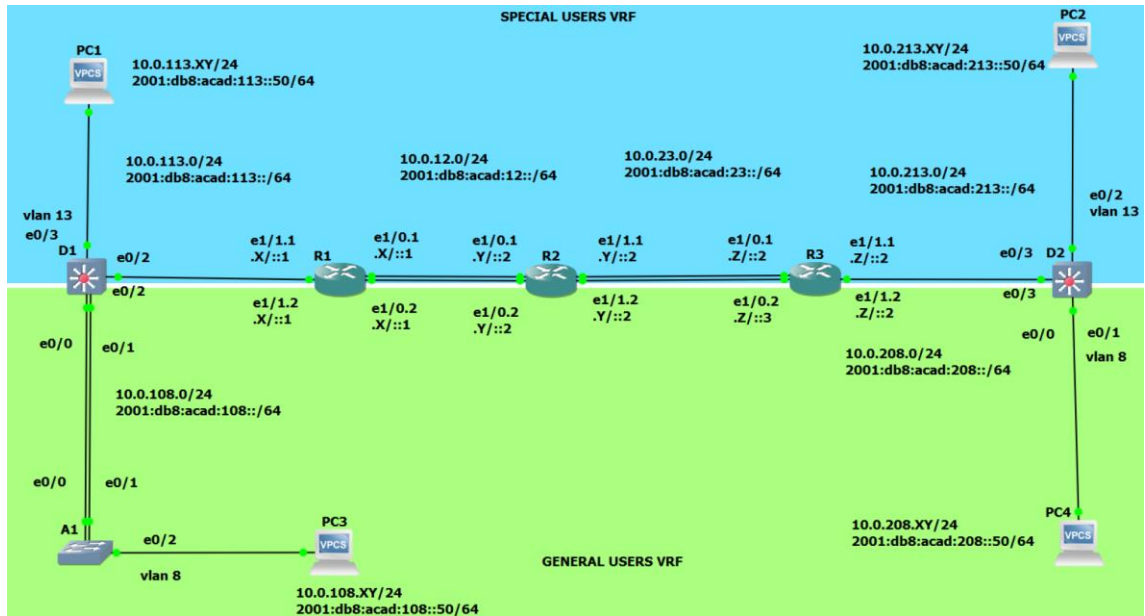 SPECIAL USERS VRF
PC1
VPCS
10.0.113.XY/24
2001:db8:acad:113::50/64
PC2
VPCS
10.0.213.XY/24
2001:db8:acad:213::50/64
10.0.113.0/24
2001:db8:acad:113::/64
10.0.12.0/24
2001:db8:acad:12::/64
10.0.23.0/24
2001:db8:acad:23::/64
10.0.213.0/24
2001:db8:acad:213::/64
e0/2
vlan 13
vlan 13
e0/3
D1
e0/2
e0/2
e1/1.1
.X/::1
R1
e1/0.1
.X/::1
e1/0.1
.Y/::2
R2
e1/1.1
.Y/::2
e1/0.1
.Z/::2
R3
e1/1.1
.Z/::2
e0/3
D2
e0/3
e1/1.2
.X/::1
e1/0.2
.X/::1
e1/0.2
.Y/::2
e1/1.2
.Y/::2
e1/0.2
.Z/::3
e1/1.2
.Z/::2
e0/0
e0/1
e0/0
e0/1
vlan 8
10.0.108.0/24
2001:db8:acad:108::/64
10.0.208.0/24
2001:db8:acad:208::/64
e0/0
e0/1
A1
e0/2
vlan 8
PC3
VPCS
10.0.108.XY/24
2001:db8:acad:108::50/64
GENERAL USERS VRF
10.0.208.XY/24
2001:db8:acad:208::50/64
PC4
VPCS